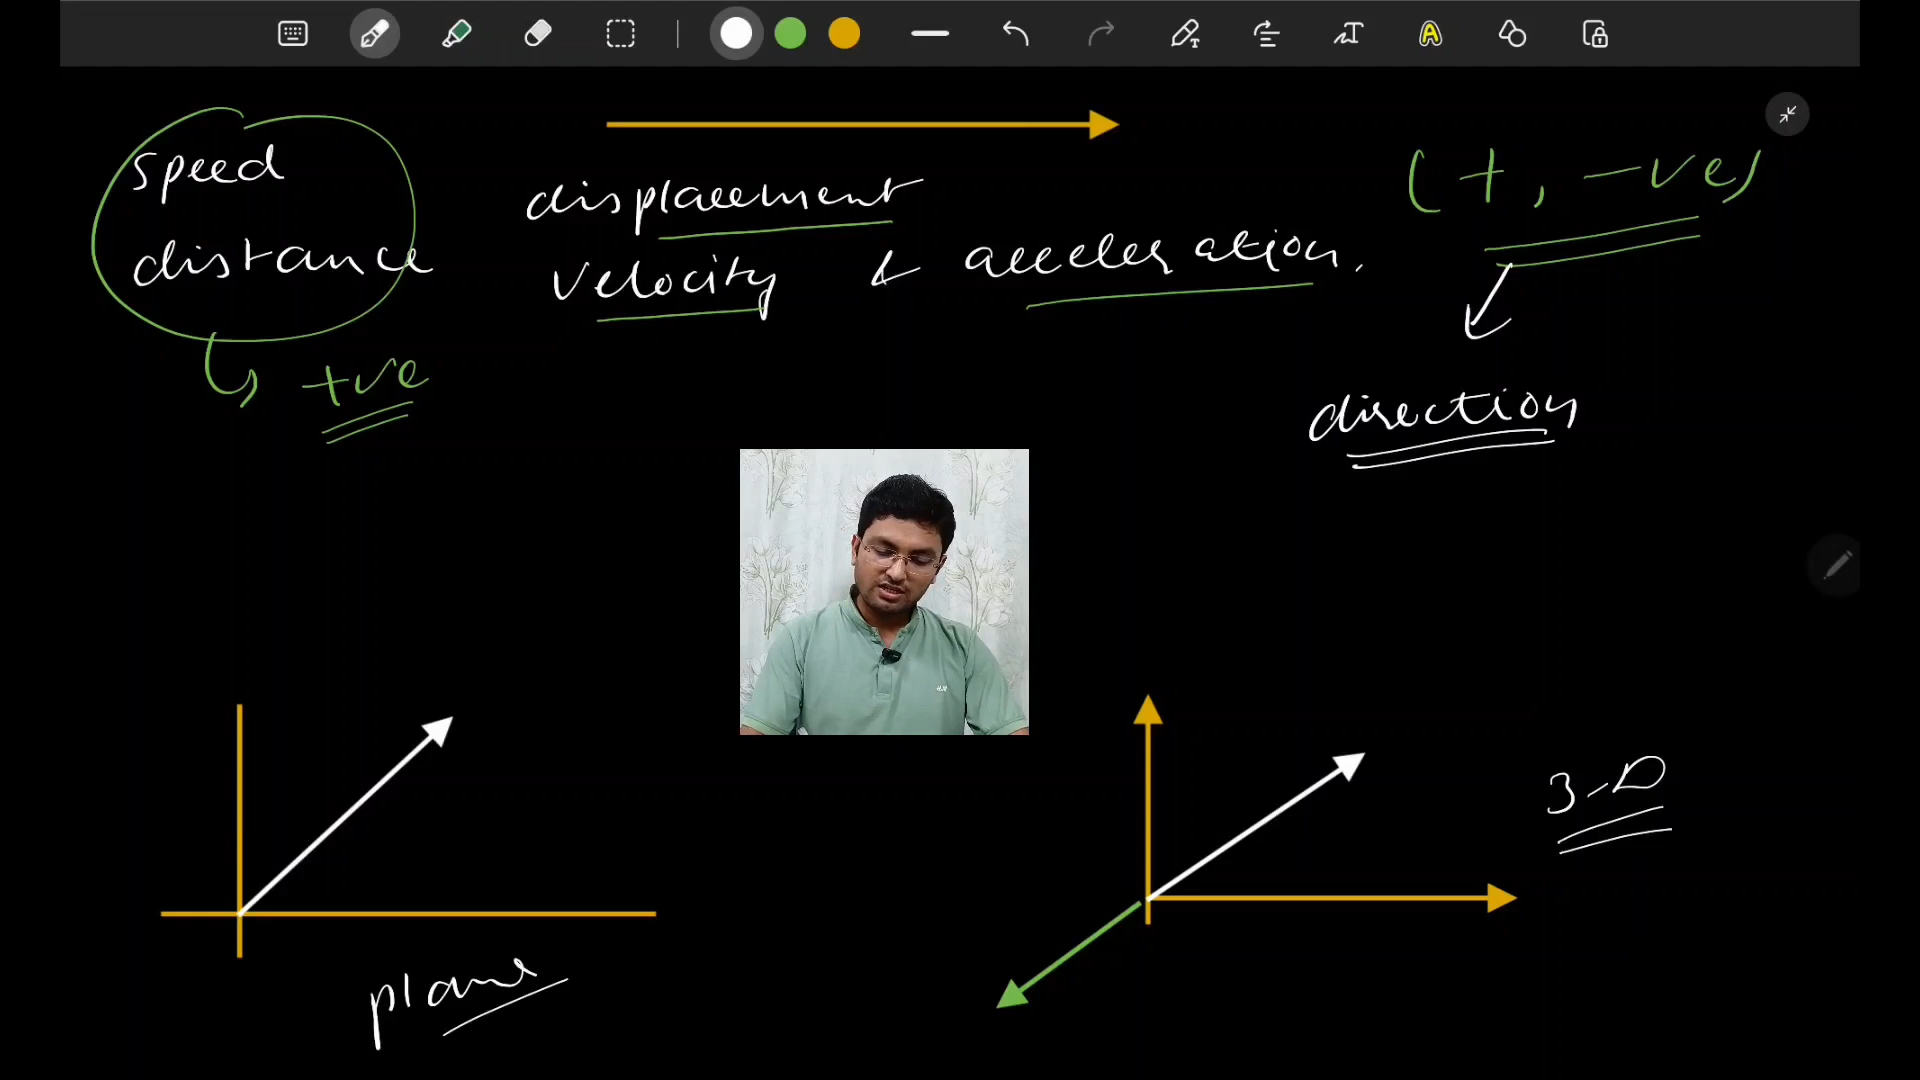 speed
distance
+ve
displacement
velocity & acceleration.
(+, -ve)
direction
plane
3-D